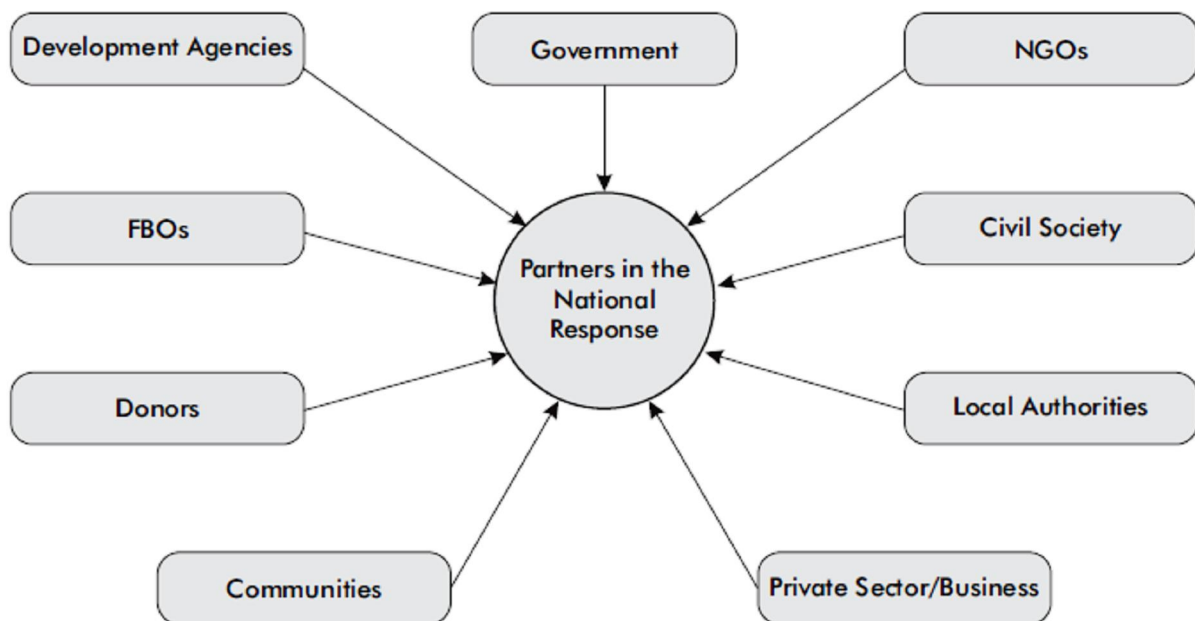 Development Agencies
Government
NGOs
FBOs
Civil Society
Partners in the
National
Response
Donors
Local Authorities
Communities
Private Sector/Business